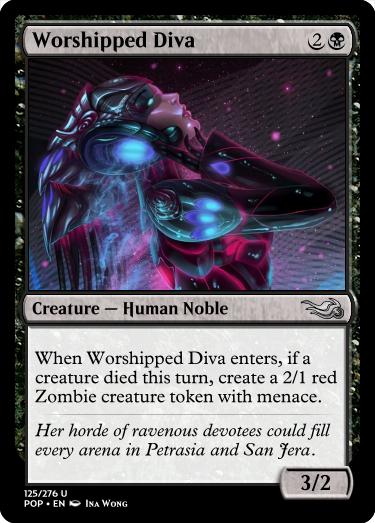 Worshipped Diva 2
Creature — Human Noble
When Worshipped Diva enters, if a
creature died this turn, create a 2/1 red
Zombie creature token with menace.
Her horde of ravenous devotees could fill
every arena in Petrasia and San Jera.
3/2
125/276 U
POP • EN Ina Wong